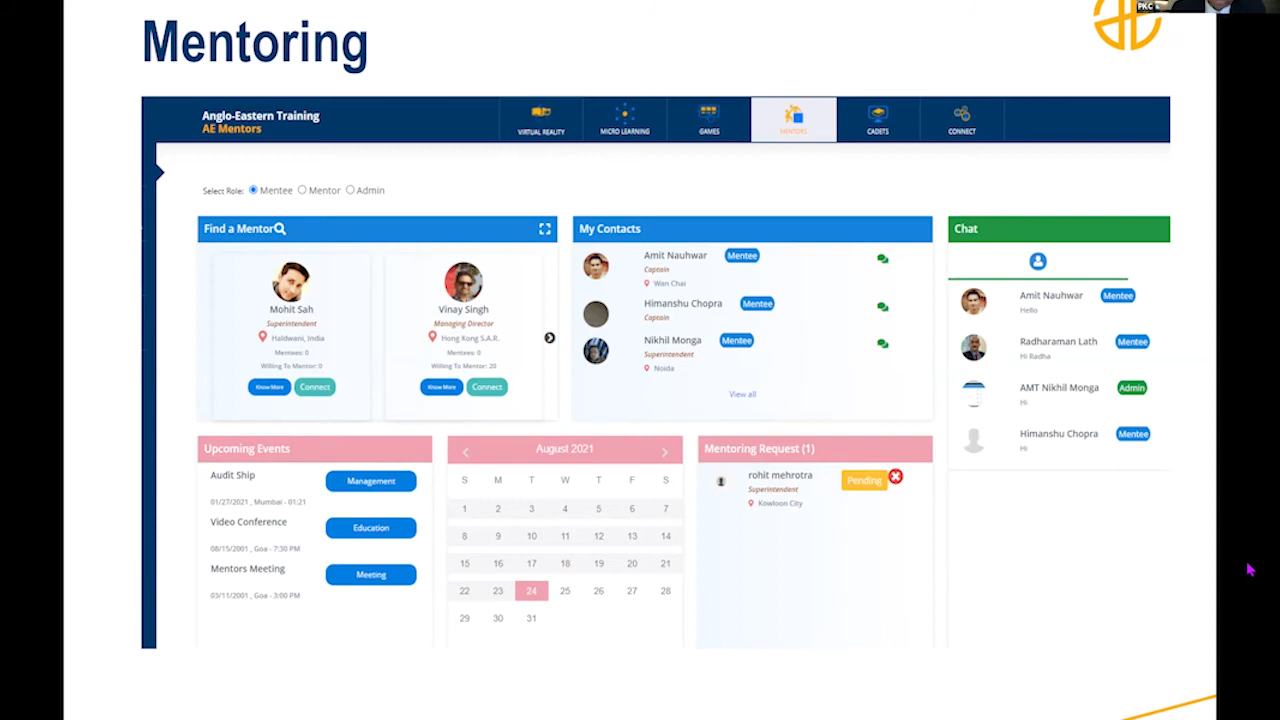 PKC
Mentoring
Anglo-Eastern Training
AE Mentors
VIRTUAL REALITY
MICRO LEARNING
GAMES
MENTORS
CADETS
CONNECT
Select Role: Mentee Mentor Admin
Find a Mentor
Mohit Sah
Superintendent
Haldwani, India
Mentees: 0
Willing To Mentor: 0
Know More Connect
Vinay Singh
Managing Director
Hong Kong S.A.R.
Mentees: 0
Willing To Mentor: 20
Know More Connect
My Contacts
Amit Nauhwar Mentee
Captain
Wan Chai
Himanshu Chopra Mentee
Captain
Nikhil Monga Mentee
Superintendent
Noida
View all
Chat
Amit Nauhwar Mentee
Hello
Radharaman Lath Mentee
Hi Radha
AMT Nikhil Monga Admin
Hi
Himanshu Chopra Mentee
Hi
Upcoming Events
Audit Ship Management
01/27/2021 , Mumbai - 01:21
Video Conference Education
08/15/2001 , Goa - 7:30 PM
Mentors Meeting Meeting
03/11/2001 , Goa - 3:00 PM
August 2021
S M T W T F S
1 2 3 4 5 6 7
8 9 10 11 12 13 14
15 16 17 18 19 20 21
22 23 24 25 26 27 28
29 30 31
Mentoring Request (1)
rohit mehrotra Pending
Superintendent
Kowloon City